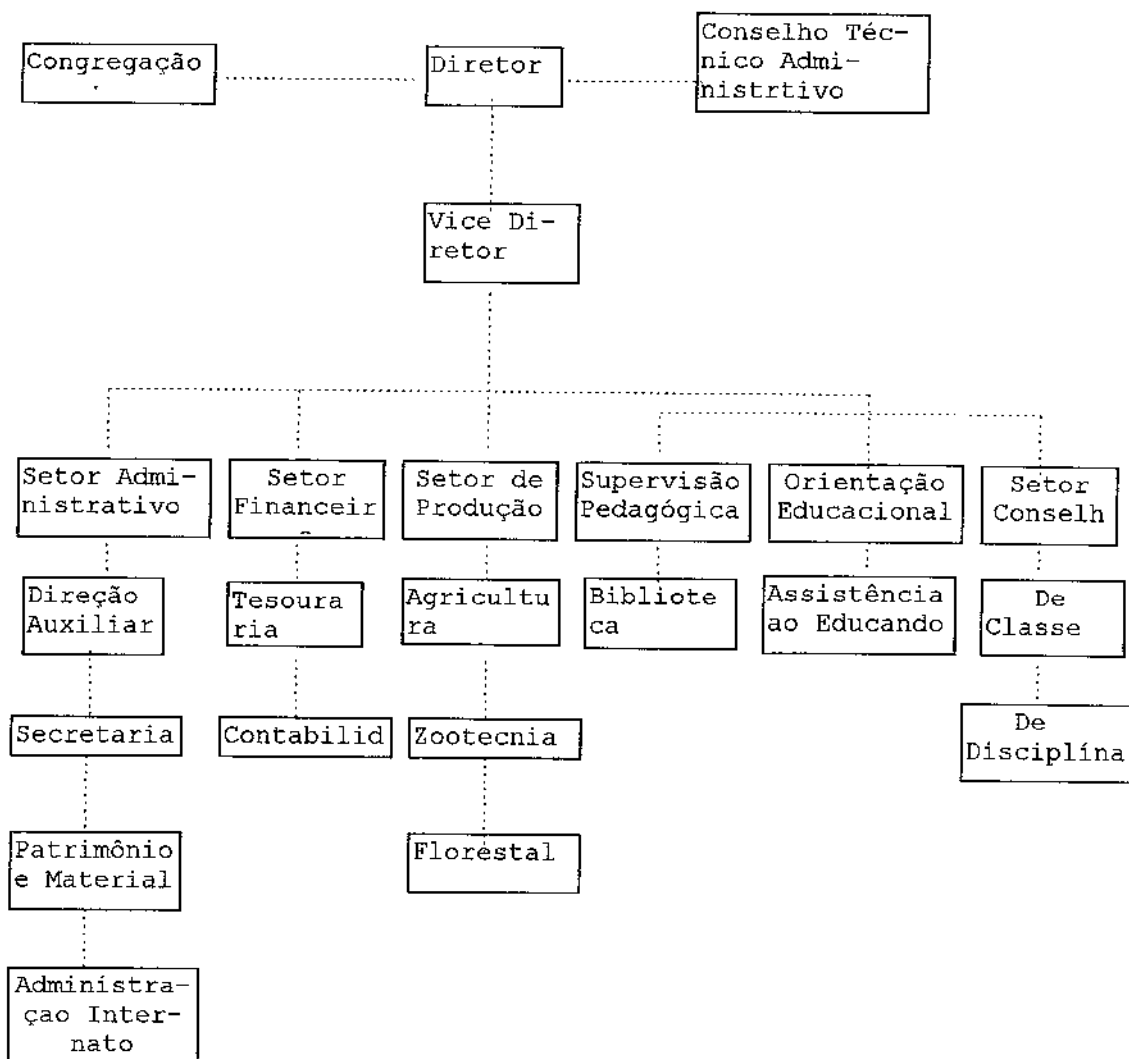 Congregação
Diretor
Conselho Téc-
nico Admi-
nistrtivo
Vice Di-
retor
Setor Admi-
nistrativo
Setor
Financeir
Setor de
Produção
Supervisão
Pedagógica
Orientação
Educacional
Setor
Conselh
Direção
Auxiliar
Tesoura
ria
Agricultu
ra
Bibliote
ca
Assistência
ao Educando
De
Classe
Secretaria
Contabilid
Zootecnia
De
Disciplína
Patrimônio
e Material
Florestal
Adminístra-
çao Inter-
nato